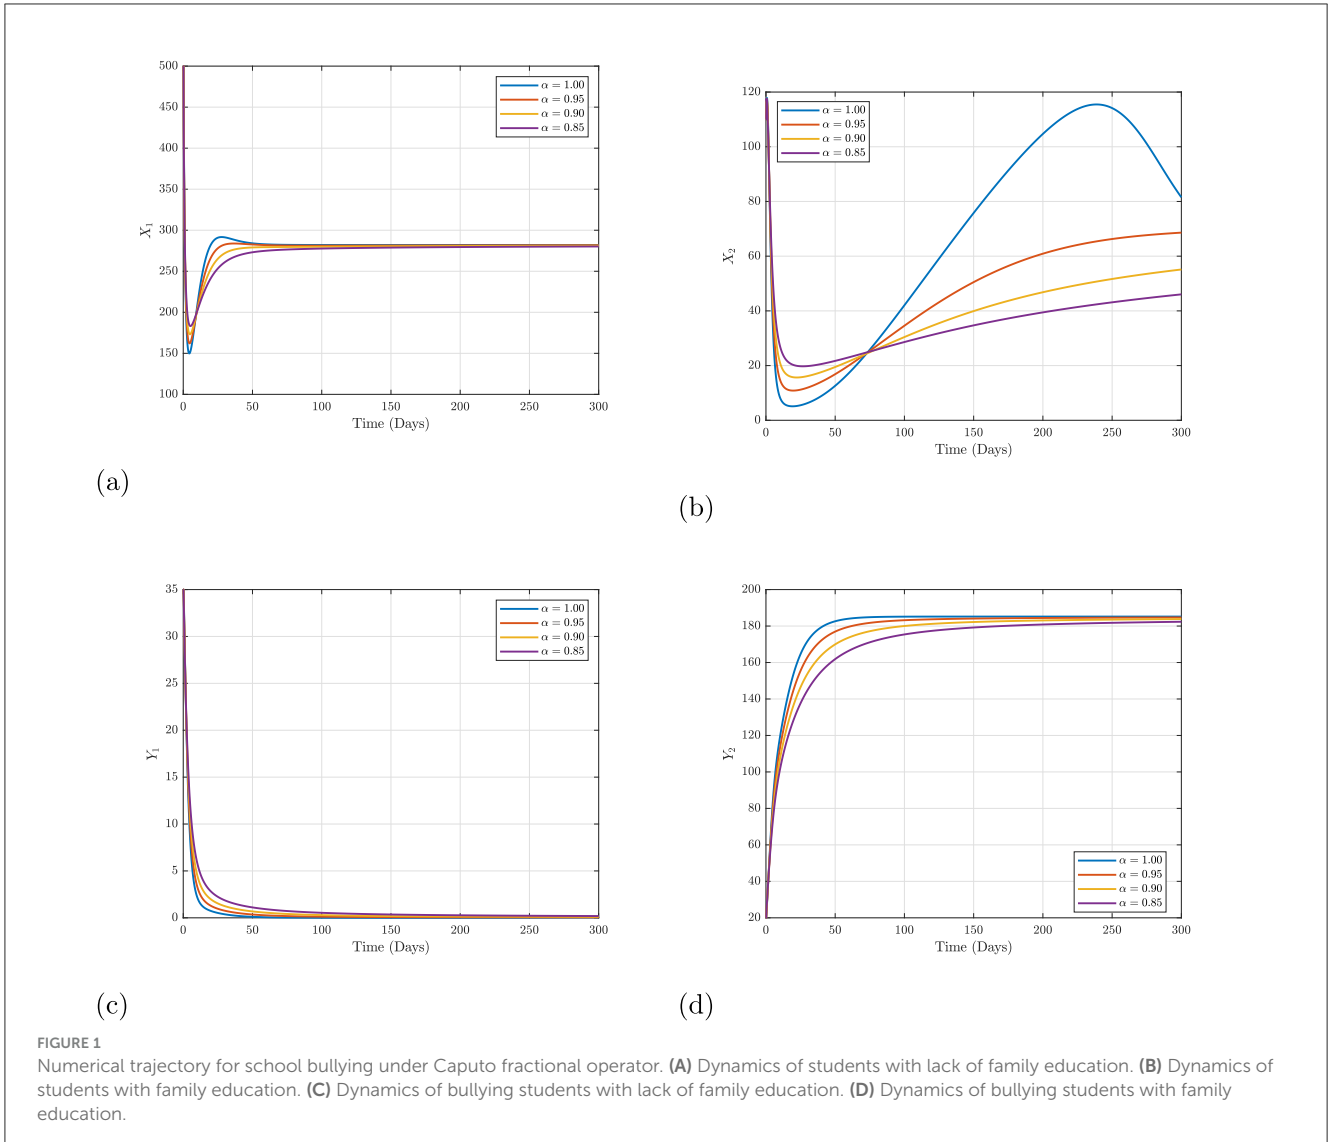 500
450
400
350
300
250
200
150
100
X₁
0 50 100 150 200 250 300
Time (Days)
α = 1.00
α = 0.95
α = 0.90
α = 0.85
(a)
120
100
80
60
40
20
0
X₂
0 50 100 150 200 250 300
Time (Days)
α = 1.00
α = 0.95
α = 0.90
α = 0.85
(b)
35
30
25
20
15
10
5
0
Y₁
0 50 100 150 200 250 300
Time (Days)
α = 1.00
α = 0.95
α = 0.90
α = 0.85
(c)
200
180
160
140
120
100
80
60
40
20
Y₂
0 50 100 150 200 250 300
Time (Days)
α = 1.00
α = 0.95
α = 0.90
α = 0.85
(d)
FIGURE 1
Numerical trajectory for school bullying under Caputo fractional operator. (A) Dynamics of students with lack of family education. (B) Dynamics of
students with family education. (C) Dynamics of bullying students with lack of family education. (D) Dynamics of bullying students with family
education.